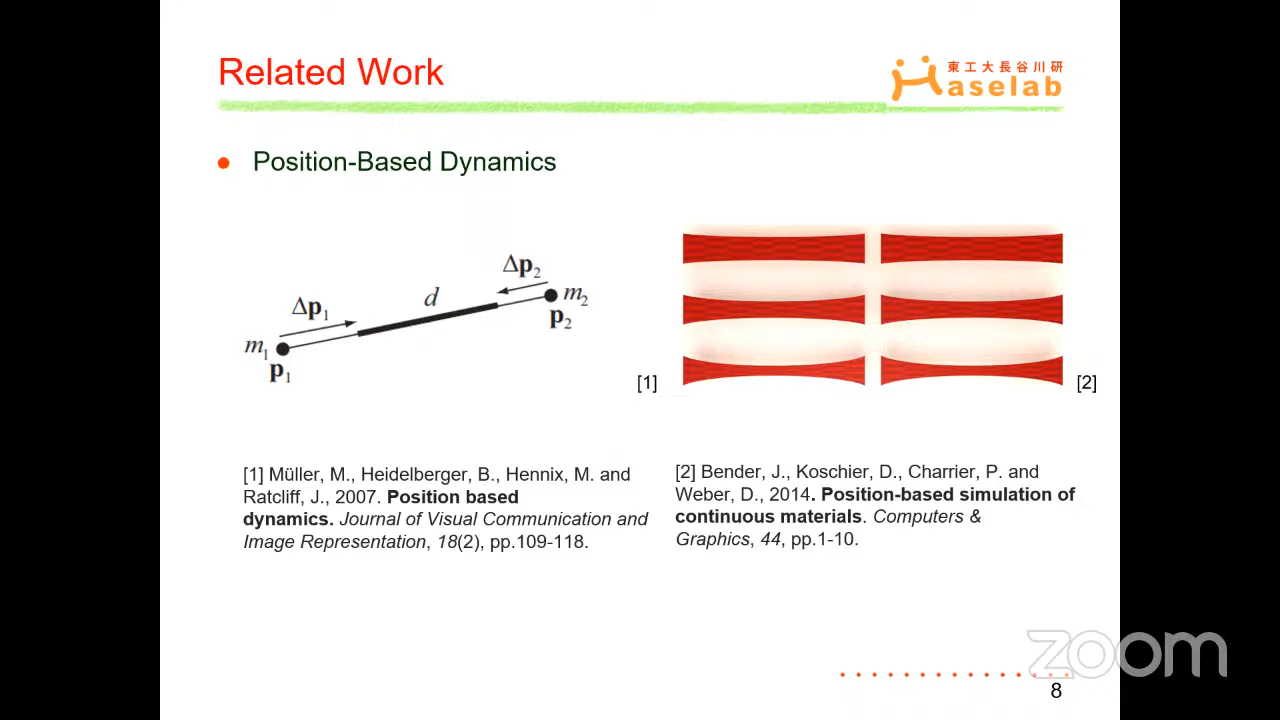 Related Work
東工大長谷川研
Haselab
Position-Based Dynamics
Δp1
d
Δp2
m1
p1
m2
p2
[1]
[2]
[1] Müller, M., Heidelberger, B., Hennix, M. and
Ratcliff, J., 2007. Position based
dynamics. Journal of Visual Communication and
Image Representation, 18(2), pp.109-118.
[2] Bender, J., Koschier, D., Charrier, P. and
Weber, D., 2014. Position-based simulation of
continuous materials. Computers &
Graphics, 44, pp.1-10.
zoom
8